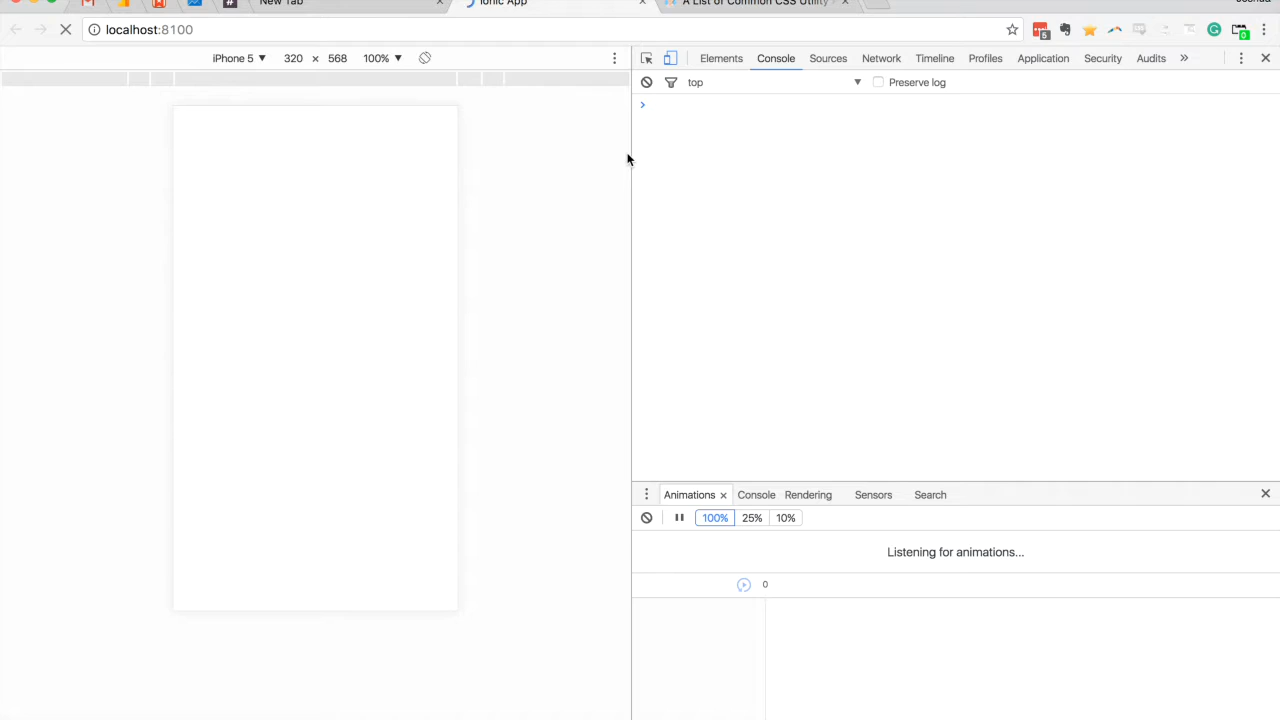 New Tab
Ionic App
A List of Common CSS Utility
localhost:8100
5
0
iPhone 5 ▼ 320 × 568 100% ▼
Elements Console Sources Network Timeline Profiles Application Security Audits »
top ▼ Preserve log
›
Animations × Console Rendering Sensors Search
100% 25% 10%
Listening for animations...
0